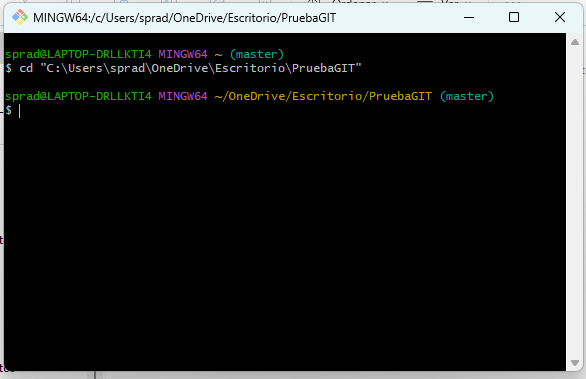 MINGW64:/c/Users/sprad/OneDrive/Escritorio/PruebaGIT
sprad@LAPTOP-DRLLKTI4 MINGW64 ~ (master)
$ cd "C:\Users\sprad\OneDrive\Escritorio\PruebaGIT"
sprad@LAPTOP-DRLLKTI4 MINGW64 ~/OneDrive/Escritorio/PruebaGIT (master)
$